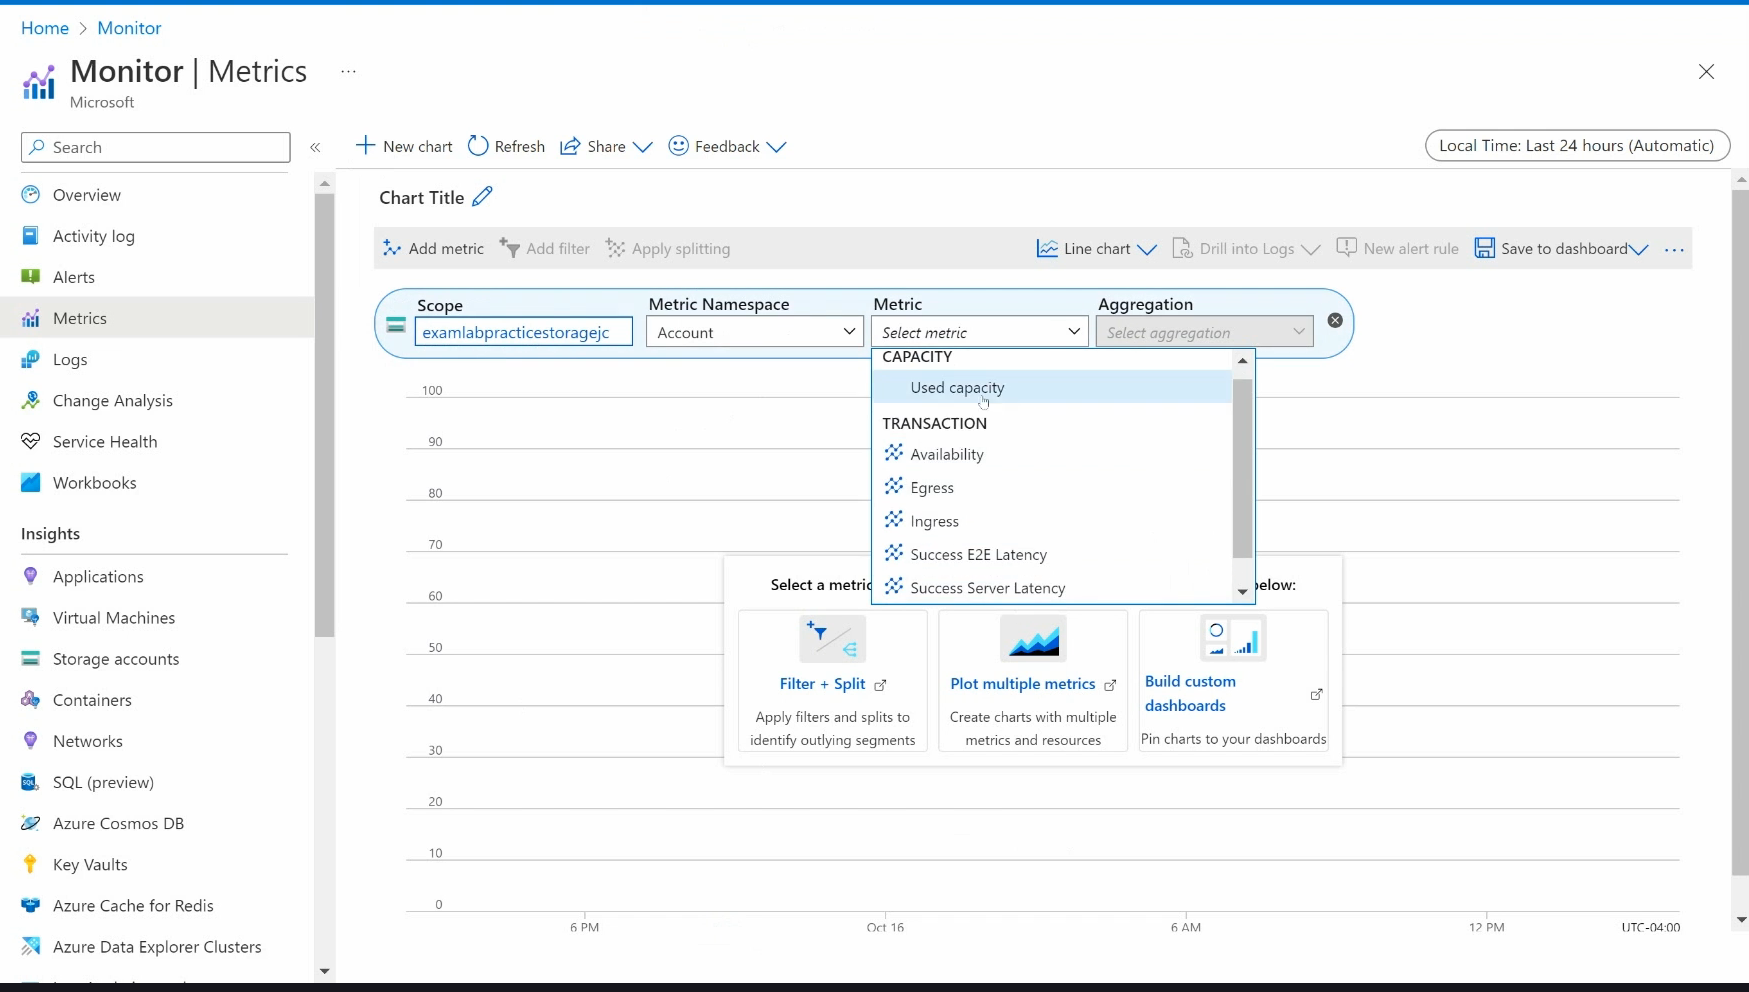 Home > Monitor
Monitor | Metrics ...
Microsoft
Search
«
Overview
Activity log
Alerts
Metrics
Logs
Change Analysis
Service Health
Workbooks
Insights
Applications
Virtual Machines
Storage accounts
Containers
Networks
SQL (preview)
Azure Cosmos DB
Key Vaults
Azure Cache for Redis
Azure Data Explorer Clusters
New chart Refresh Share Feedback
Local Time: Last 24 hours (Automatic)
Chart Title
Add metric Add filter Apply splitting Line chart Drill into Logs New alert rule Save to dashboard ...
Scope Metric Namespace Metric Aggregation
examlabpracticestoragejc Account Select metric Select aggregation
CAPACITY
Used capacity
TRANSACTION
Availability
Egress
Ingress
Success E2E Latency
Success Server Latency
100
90
80
70
60
50
40
30
20
10
0
Select a metric below:
Filter + Split
Apply filters and splits to
identify outlying segments
Plot multiple metrics
Create charts with multiple
metrics and resources
Build custom
dashboards
Pin charts to your dashboards
6 PM Oct 16 6 AM 12 PM UTC-04:00